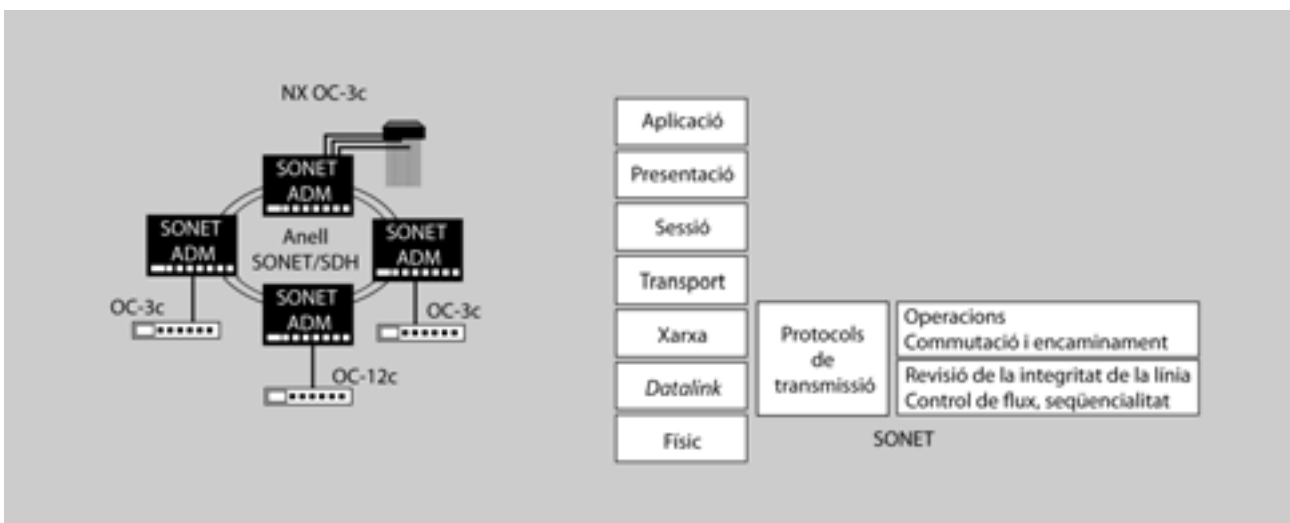 NX OC-3c
SONET
ADM
SONET
ADM
Anell
SONET/SDH
SONET
ADM
SONET
ADM
OC-3c
OC-3c
OC-12c
Aplicació
Presentació
Sessió
Transport
Xarxa
Datalink
Físic
Protocols
de
transmissió
Operacions
Commutació i encaminament
Revisió de la integritat de la línia
Control de flux, seqüencialitat
SONET